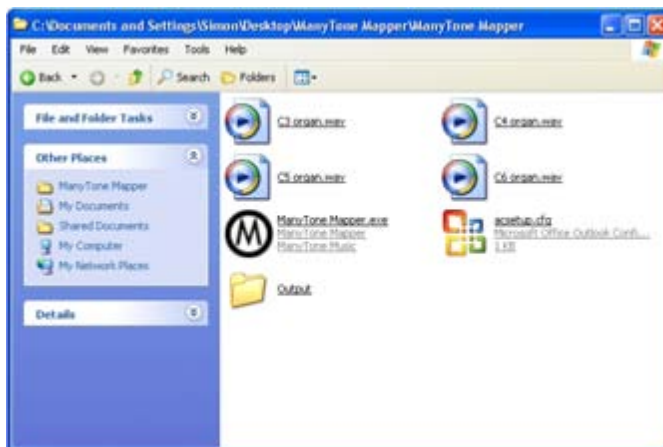 C:\Documents and Settings\Simon\Desktop\ManyTone Mapper\ManyTone Mapper
File Edit View Favorites Tools Help
Back Search Folders
File and Folder Tasks
Other Places
ManyTone Mapper
My Documents
Shared Documents
My Computer
My Network Places
Details
C3 organ.wav
C4 organ.wav
C5 organ.wav
C6 organ.wav
ManyTone Mapper.exe
ManyTone Mapper
ManyTone Music
acsetup.cfg
Microsoft Office Outlook Confi...
1 KB
Output